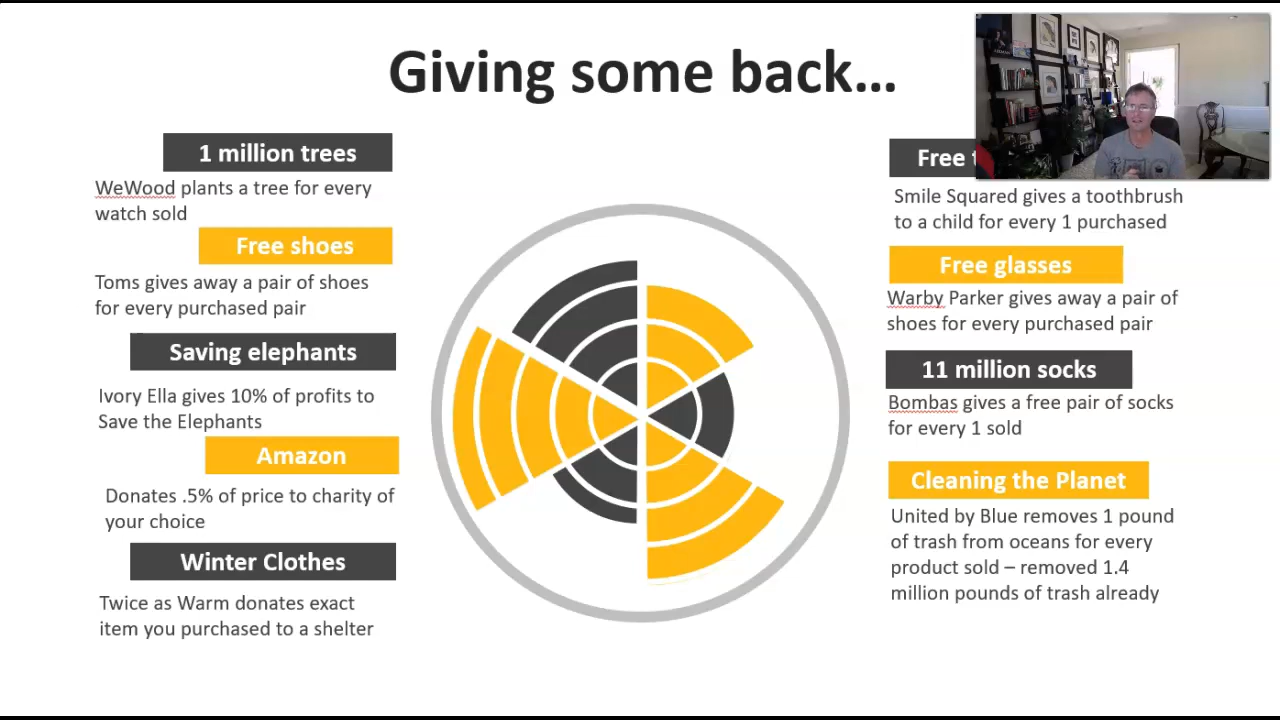 Giving some back...
1 million trees
WeWood plants a tree for every
watch sold
Free shoes
Toms gives away a pair of shoes
for every purchased pair
Saving elephants
Ivory Ella gives 10% of profits to
Save the Elephants
Amazon
Donates .5% of price to charity of
your choice
Winter Clothes
Twice as Warm donates exact
item you purchased to a shelter
Free
Smile Squared gives a toothbrush
to a child for every 1 purchased
Free glasses
Warby Parker gives away a pair of
shoes for every purchased pair
11 million socks
Bombas gives a free pair of socks
for every 1 sold
Cleaning the Planet
United by Blue removes 1 pound
of trash from oceans for every
product sold – removed 1.4
million pounds of trash already